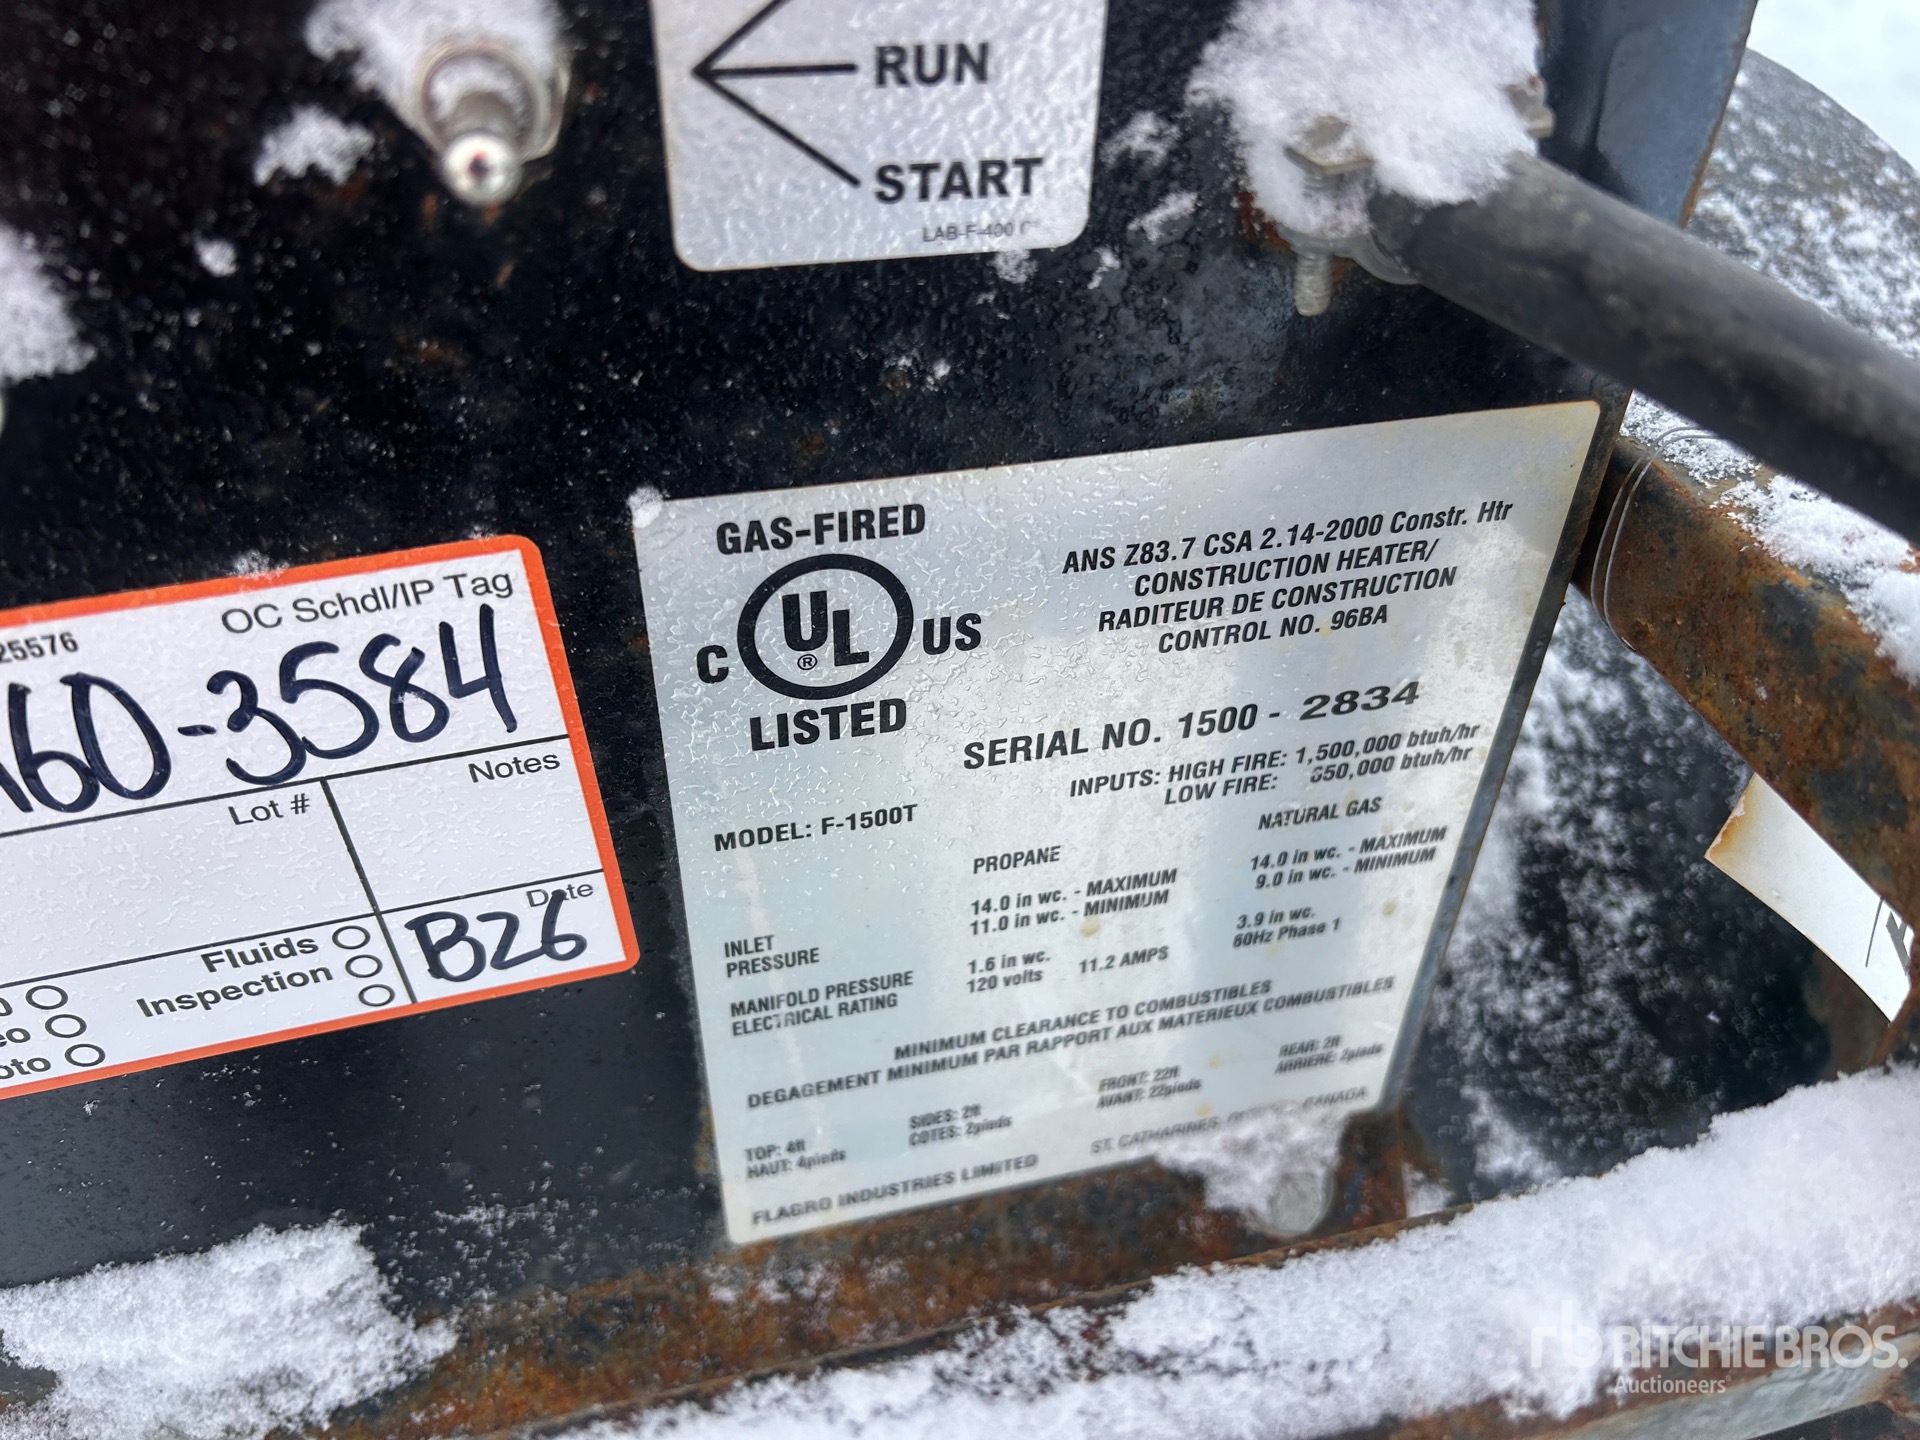 RUN
START
LAB-F-400
25576
OC Schdl/IP Tag
160-3584
Lot #
Notes
Date
B26
Fluids
Inspection
GAS-FIRED
C UL ® US
LISTED
ANS Z83.7 CSA 2.14-2000 Constr. Htr
CONSTRUCTION HEATER/
RADITEUR DE CONSTRUCTION
CONTROL NO. 96BA
SERIAL NO. 1500 - 2834
INPUTS: HIGH FIRE: 1,500,000 btuh/hr
LOW FIRE: 650,000 btuh/hr
MODEL: F-1500T
PROPANE
NATURAL GAS
INLET
PRESSURE
14.0 in wc. - MAXIMUM
11.0 in wc. - MINIMUM
14.0 in wc. - MAXIMUM
9.0 in wc. - MINIMUM
MANIFOLD PRESSURE
1.6 in wc.
3.9 in wc.
ELECTRICAL RATING
120 volts
11.2 AMPS
60Hz Phase 1
MINIMUM CLEARANCE TO COMBUSTIBLES
DEGAGEMENT MINIMUM PAR RAPPORT AUX MATERIEUX COMBUSTIBLES
TOP: 4ft
HAUT: 4pieds
SIDES: 2ft
COTES: 2pieds
FRONT: 22ft
AVANT: 22pieds
REAR: 2ft
ARRIERE: 2pieds
FLAGRO INDUSTRIES LIMITED
ST. CATHARINES, CANADA
rb RITCHIE BROS.
Auctioneers